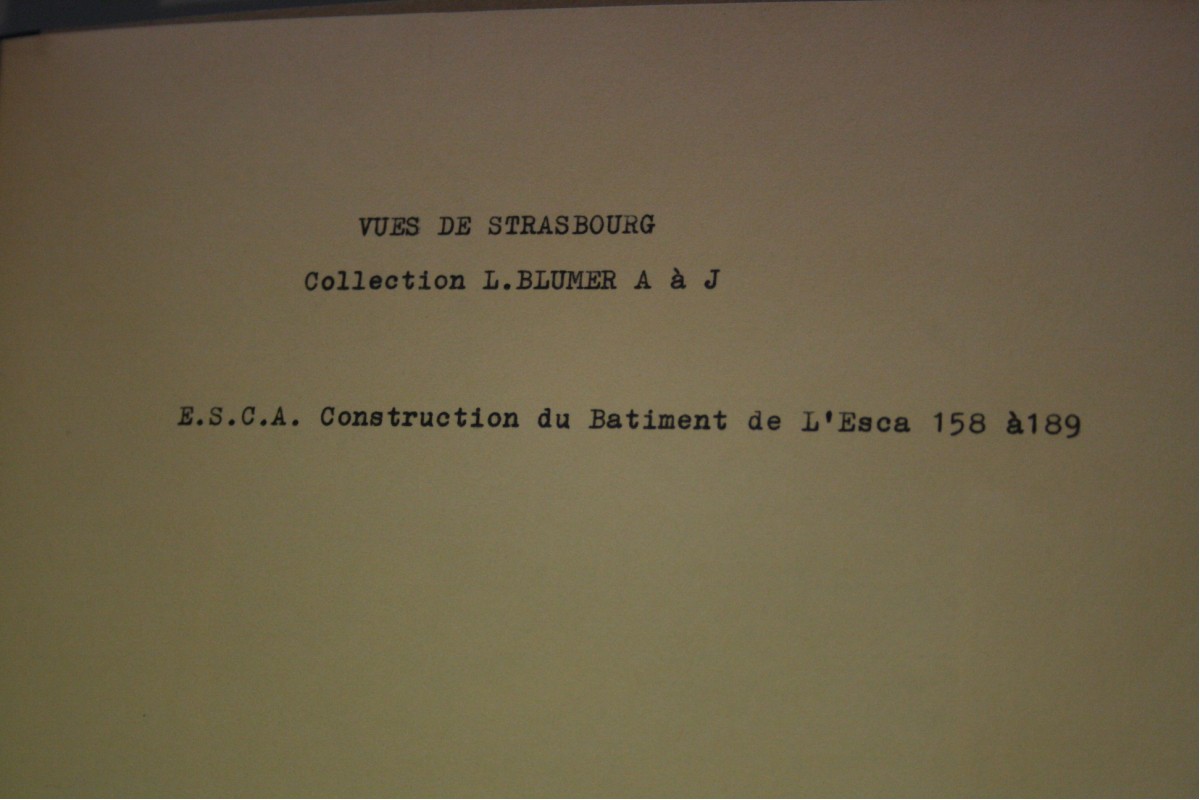 VUES DE STRASBOURG
Collection L.BLUMER A à J
E.S.C.A. Construction du Batiment de L'Esca 158 à189